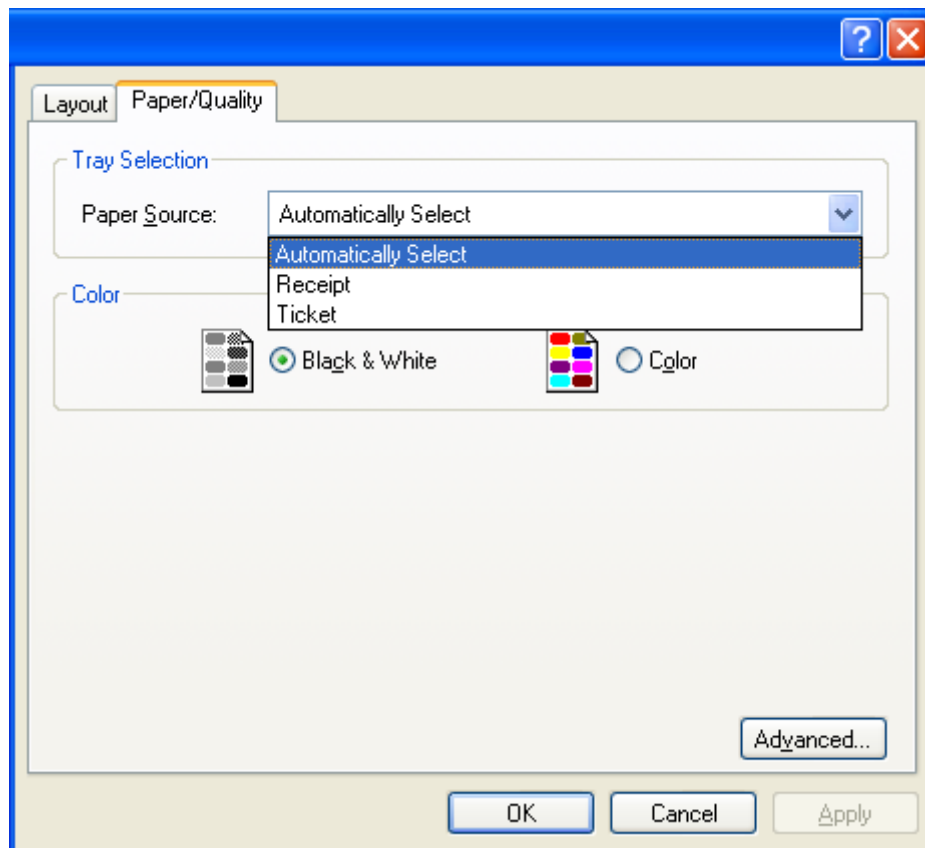 Layout
Paper/Quality
Tray Selection
Paper Source:
Automatically Select
Automatically Select
Receipt
Ticket
Color
Black & White
Color
Advanced...
OK
Cancel
Apply